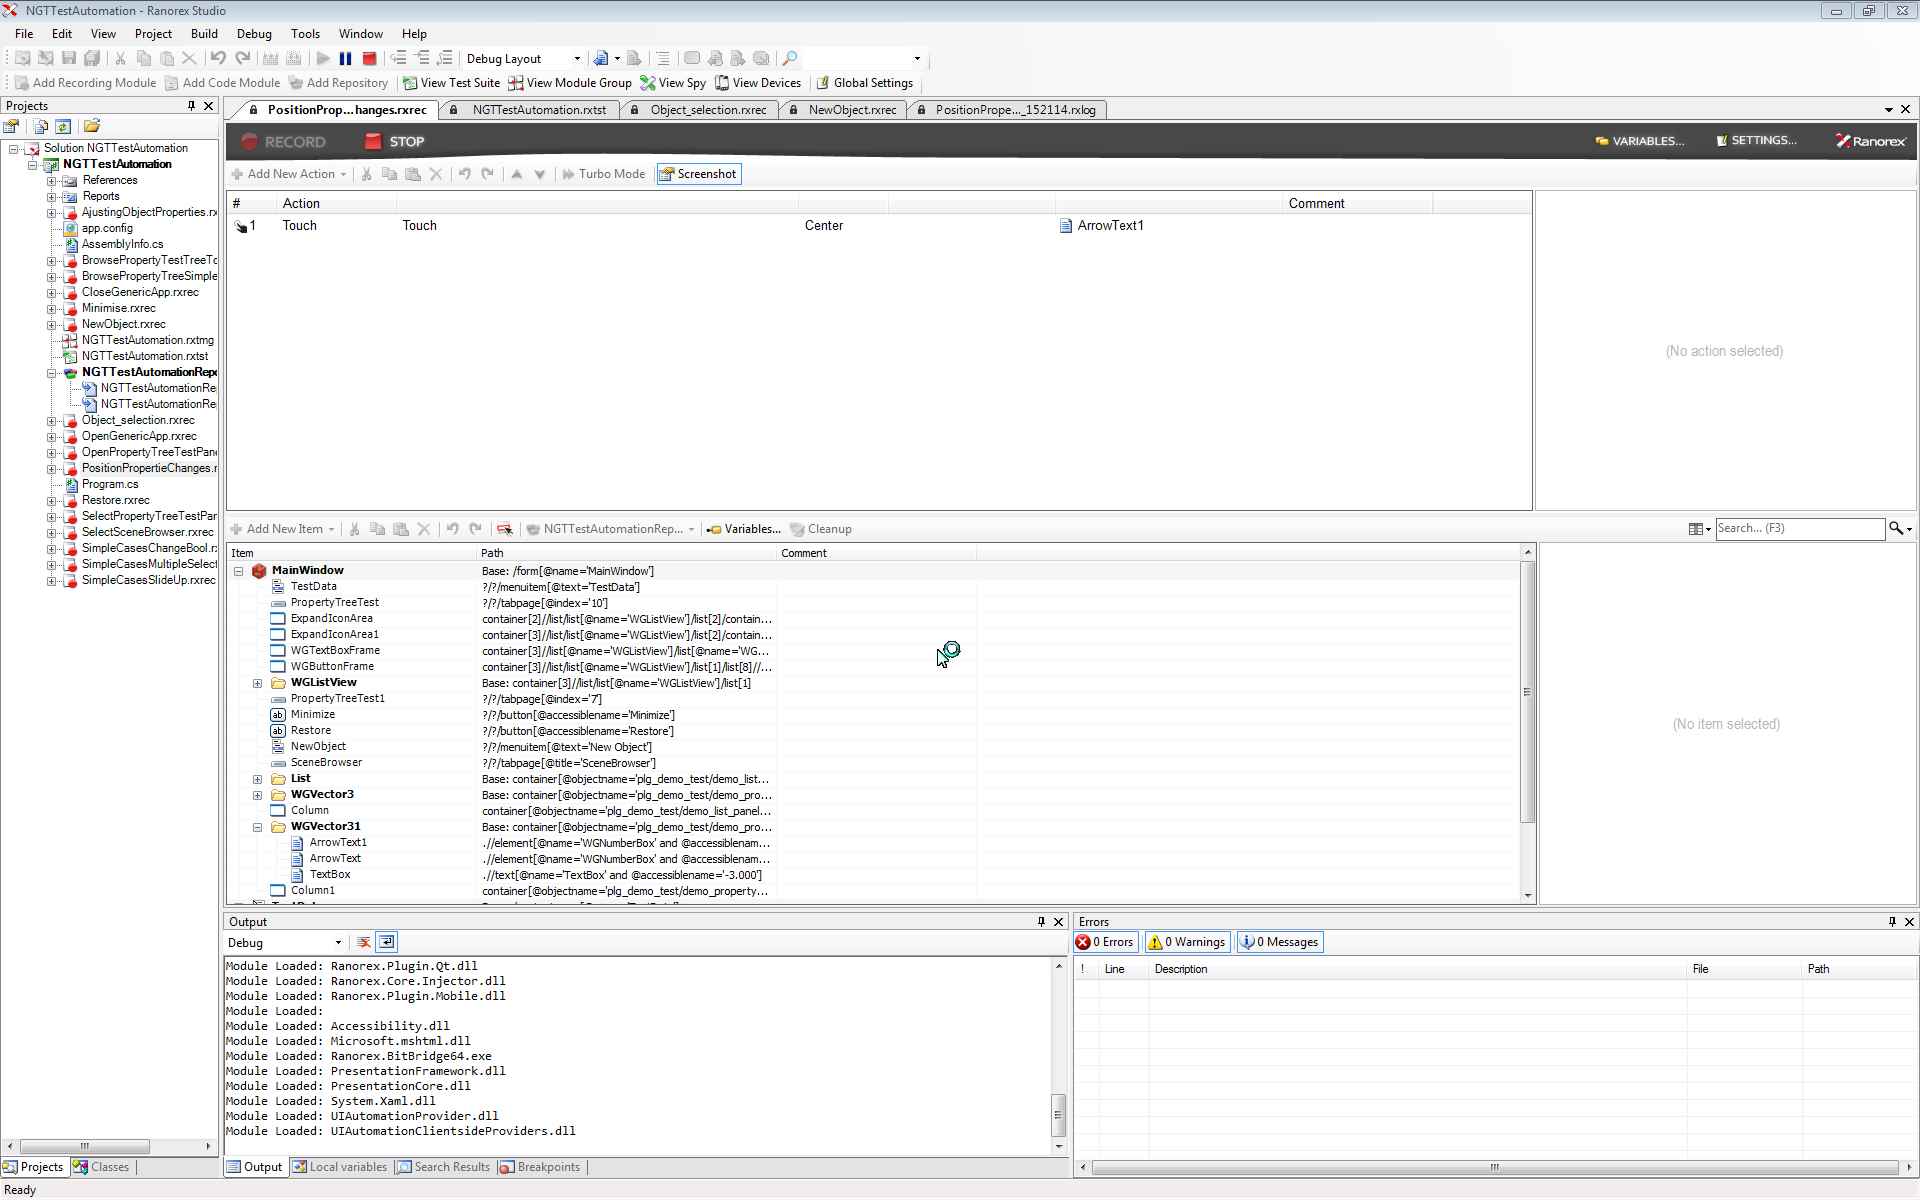 NGTTestAutomation - Ranorex Studio
File Edit View Project Build Debug Tools Window Help
Debug Layout
Add Recording Module Add Code Module Add Repository View Test Suite View Module Group View Spy View Devices Global Settings
Projects
PositionProp...hanges.rxrec NGTTestAutomation.rxtst Object_selection.rxrec NewObject.rxrec PositionPrope..._152114.rxlog
RECORD STOP VARIABLES... SETTINGS... Ranorex
Add New Action Turbo Mode Screenshot
# Action Comment
1 Touch Touch Center ArrowText1
(No action selected)
Solution NGTTestAutomation
NGTTestAutomation
References
Reports
AjustingObjectProperties.rx
app.config
AssemblyInfo.cs
BrowsePropertyTestTreeTc
BrowsePropertyTreeSimple
CloseGenericApp.rxrec
Minimise.rxrec
NewObject.rxrec
NGTTestAutomation.rxtmg
NGTTestAutomation.rxtst
NGTTestAutomationRep
NGTTestAutomationRe
NGTTestAutomationRe
Object_selection.rxrec
OpenGenericApp.rxrec
OpenPropertyTreeTestPan
PositionPropertieChanges.r
Program.cs
Restore.rxrec
SelectPropertyTreeTestPar
SelectSceneBrowser.rxrec
SimpleCasesChangeBool.rx
SimpleCasesMultipleSelect
SimpleCasesSlideUp.rxrec
Add New Item NGTTestAutomationRep... Variables... Cleanup Search... (F3)
Item Path Comment
MainWindow Base: /form[@name='MainWindow']
TestData ?/?/menuitem[@text='TestData']
PropertyTreeTest ?/?/tabpage[@index='10']
ExpandIconArea container[2]//list/list[@name='WGListView']/list[2]/contain...
ExpandIconArea1 container[3]//list/list[@name='WGListView']/list[2]/contain...
WGTextBoxFrame container[3]//list[@name='WGListView']/list[@name='WG...
WGButtonFrame container[3]//list/list[@name='WGListView']/list[1]/list[8]//...
WGListView Base: container[3]//list/list[@name='WGListView']/list[1]
PropertyTreeTest1 ?/?/tabpage[@index='7']
Minimize ?/?/button[@accessiblename='Minimize']
Restore ?/?/button[@accessiblename='Restore']
NewObject ?/?/menuitem[@text='New Object']
SceneBrowser ?/?/tabpage[@title='SceneBrowser']
List Base: container[@objectname='plg_demo_test/demo_list...
WGVector3 Base: container[@objectname='plg_demo_test/demo_pro...
Column container[@objectname='plg_demo_test/demo_list_panel...
WGVector31 Base: container[@objectname='plg_demo_test/demo_pro...
ArrowText1 .//element[@name='WGNumberBox' and @accessiblenam...
ArrowText .//element[@name='WGNumberBox' and @accessiblenam...
TextBox .//text[@name='TextBox' and @accessiblename='-3.000']
Column1 container[@objectname='plg_demo_test/demo_property...
(No item selected)
Output
Debug
Module Loaded: Ranorex.Plugin.Qt.dll
Module Loaded: Ranorex.Core.Injector.dll
Module Loaded: Ranorex.Plugin.Mobile.dll
Module Loaded:
Module Loaded: Accessibility.dll
Module Loaded: Microsoft.mshtml.dll
Module Loaded: Ranorex.BitBridge64.exe
Module Loaded: PresentationFramework.dll
Module Loaded: PresentationCore.dll
Module Loaded: System.Xaml.dll
Module Loaded: UIAutomationProvider.dll
Module Loaded: UIAutomationClientsideProviders.dll
Errors
0 Errors 0 Warnings 0 Messages
! Line Description File Path
Projects Classes Output Local variables Search Results Breakpoints
Ready